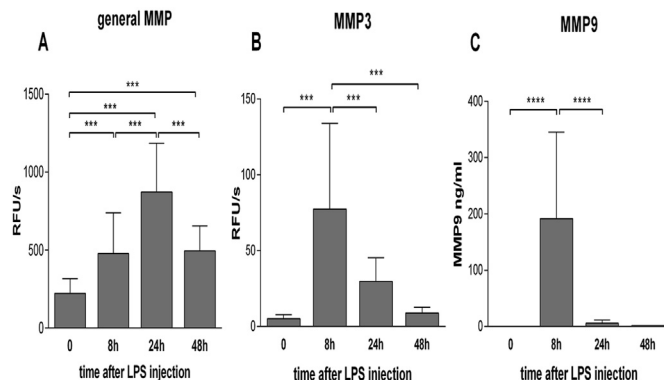 general MMP
MMP3
MMP9
A
B
C
***
***
***
***
***
***
***
***
****
****
1500
1000
500
0
RFU/s
150
100
50
0
RFU/s
400
300
200
100
0
MMP9 ng/ml
0 8h 24h 48h
0 8h 24h 48h
0 8h 24h 48h
time after LPS injection
time after LPS injection
time after LPS injection